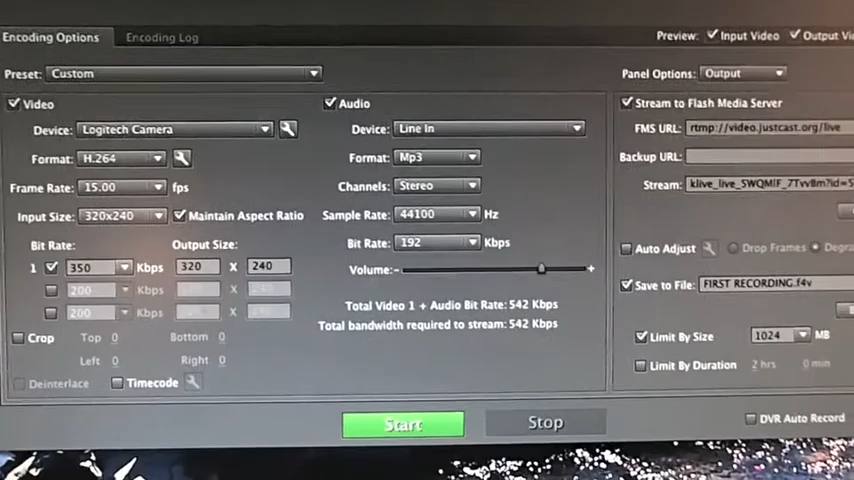 Encoding Options Encoding Log Preview: Input Video Output
Preset: Custom Panel Options: Output
Video Audio Stream to Flash Media Server
Device: Logitech Camera Device: Line In FMS URL: rtmp://video.justcast.org/live
Format: H.264 Format: Mp3 Backup URL:
Frame Rate: 15.00 fps Channels: Stereo Stream:
Input Size: 320x240 Maintain Aspect Ratio Sample Rate: 44100 Hz
Bit Rate: Output Size: Bit Rate: 192 Kbps Auto Adjust Drop Frames
1 350 Kbps 320 X 240 Volume: - + Save to File: FIRST RECORDING.f4v
200 Kbps X 240
200 Kbps X
Total Video 1 + Audio Bit Rate: 542 Kbps
Total bandwidth required to stream: 542 Kbps
Limit By Size 1024 MB
Crop Top 0 Bottom 0
Left 0 Right 0 Limit By Duration 2 hrs 0 min
Deinterlace Timecode
Start Stop DVR Auto Record